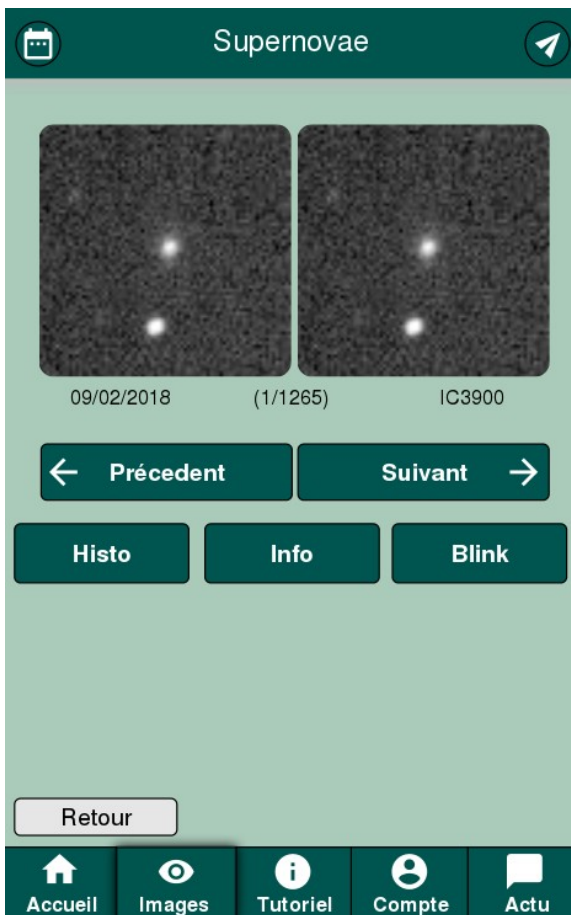 Supernovae
09/02/2018 (1/1265) IC3900
Précedent Suivant
Histo Info Blink
Retour
Accueil Images Tutoriel Compte Actu